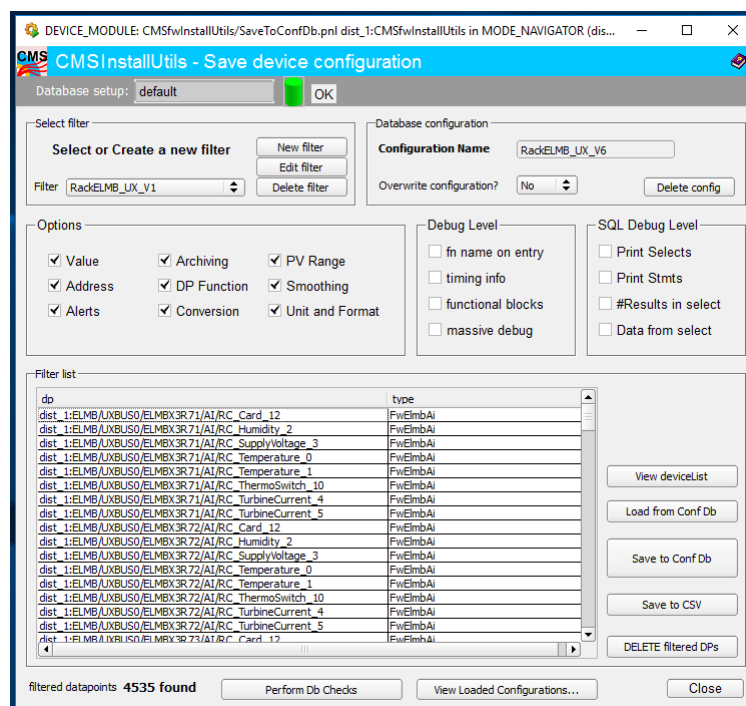 DEVICE_MODULE: CMSfwInstallUtils/SaveToConfDb.pnl dist_1:CMSfwInstallUtils in MODE_NAVIGATOR (dis...
CMS CMSInstallUtils - Save device configuration
Database setup: default OK
Select filter
Select or Create a new filter
New filter
Edit filter
Filter RackELMB_UX_V1 Delete filter
Database configuration
Configuration Name RackELMB_UX_V6
Overwrite configuration? No Delete config
Options
Value Archiving PV Range
Address DP Function Smoothing
Alerts Conversion Unit and Format
Debug Level
fn name on entry
timing info
functional blocks
massive debug
SQL Debug Level
Print Selects
Print Stmts
#Results in select
Data from select
Filter list
dp type
dist_1:ELMB/UXBUS0/ELMBX3R71/AI/RC_Card_12 FwElmbAi
dist_1:ELMB/UXBUS0/ELMBX3R71/AI/RC_Humidity_2 FwElmbAi
dist_1:ELMB/UXBUS0/ELMBX3R71/AI/RC_SupplyVoltage_3 FwElmbAi
dist_1:ELMB/UXBUS0/ELMBX3R71/AI/RC_Temperature_0 FwElmbAi
dist_1:ELMB/UXBUS0/ELMBX3R71/AI/RC_Temperature_1 FwElmbAi
dist_1:ELMB/UXBUS0/ELMBX3R71/AI/RC_ThermoSwitch_10 FwElmbAi
dist_1:ELMB/UXBUS0/ELMBX3R71/AI/RC_TurbineCurrent_4 FwElmbAi
dist_1:ELMB/UXBUS0/ELMBX3R71/AI/RC_TurbineCurrent_5 FwElmbAi
dist_1:ELMB/UXBUS0/ELMBX3R72/AI/RC_Card_12 FwElmbAi
dist_1:ELMB/UXBUS0/ELMBX3R72/AI/RC_Humidity_2 FwElmbAi
dist_1:ELMB/UXBUS0/ELMBX3R72/AI/RC_SupplyVoltage_3 FwElmbAi
dist_1:ELMB/UXBUS0/ELMBX3R72/AI/RC_Temperature_0 FwElmbAi
dist_1:ELMB/UXBUS0/ELMBX3R72/AI/RC_Temperature_1 FwElmbAi
dist_1:ELMB/UXBUS0/ELMBX3R72/AI/RC_ThermoSwitch_10 FwElmbAi
dist_1:ELMB/UXBUS0/ELMBX3R72/AI/RC_TurbineCurrent_4 FwElmbAi
dist_1:ELMB/UXBUS0/ELMBX3R72/AI/RC_TurbineCurrent_5 FwElmbAi
dist_1:ELMB/UXBUS0/ELMBX3R73/AI/RC_Card_12 FwElmbAi
View deviceList
Load from Conf Db
Save to Conf Db
Save to CSV
DELETE filtered DPs
filtered datapoints 4535 found Perform Db Checks View Loaded Configurations... Close